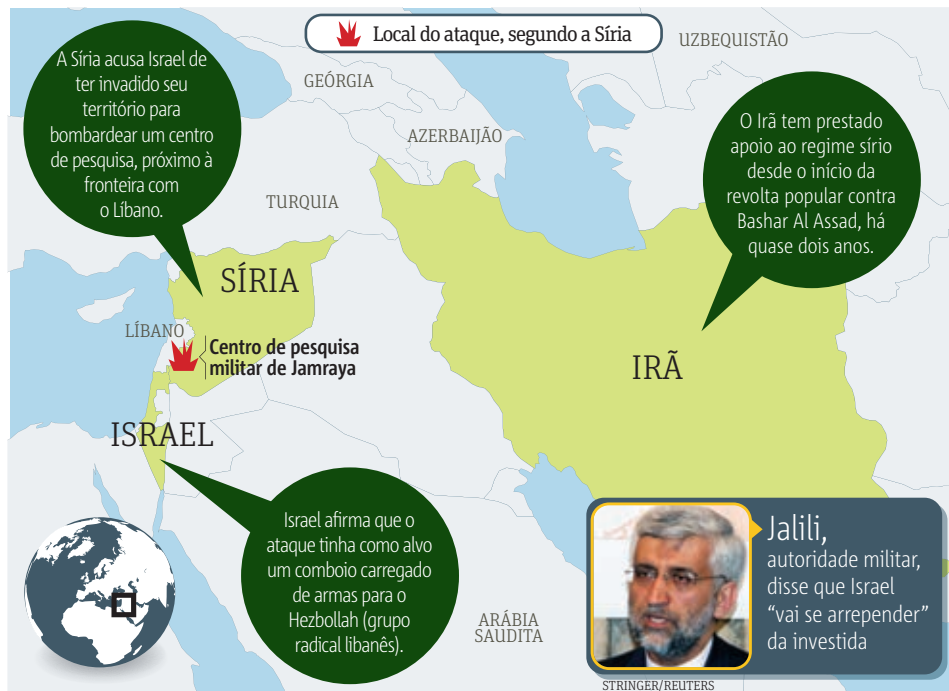 Local do ataque, segundo a Síria
A Síria acusa Israel de
ter invadido seu
território para
bombardear um centro
de pesquisa, próximo à
fronteira com
o Líbano.
GEÓRGIA
UZBEQUISTÃO
AZERBAIJÃO
TURQUIA
O Irã tem prestado
apoio ao regime sírio
desde o início da
revolta popular contra
Bashar Al Assad, há
quase dois anos.
SÍRIA
LÍBANO
Centro de pesquisa
militar de Jamraya
IRÃ
ISRAEL
Israel afirma que o
ataque tinha como alvo
um comboio carregado
de armas para o
Hezbollah (grupo
radical libanês).
ARÁBIA
SAUDITA
Jalili,
autoridade militar,
disse que Israel
“vai se arrepender”
da investida
STRINGER/REUTERS